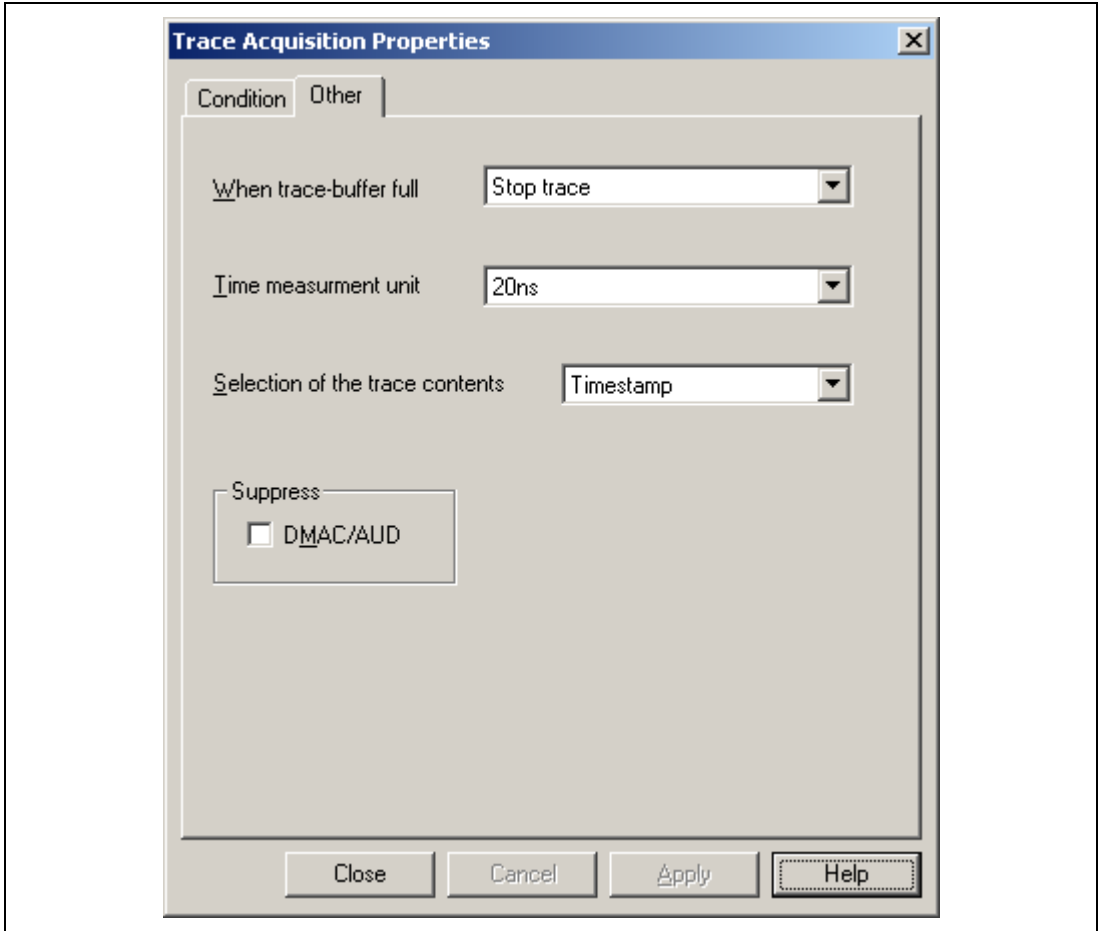 Trace Acquisition Properties
Condition Other
When trace-buffer full Stop trace
Time measurment unit 20ns
Selection of the trace contents Timestamp
Suppress
DMAC/AUD
Close Cancel Apply Help